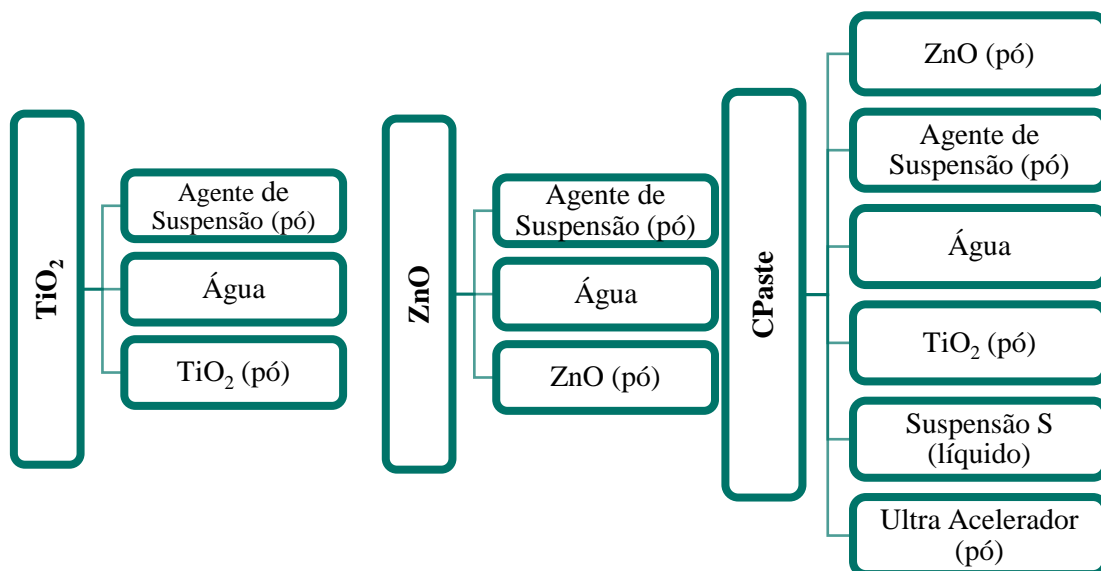 TiO₂
Agente de
Suspensão (pó)
Água
TiO₂ (pó)
ZnO
Agente de
Suspensão (pó)
Água
ZnO (pó)
CPaste
ZnO (pó)
Agente de
Suspensão (pó)
Água
TiO₂ (pó)
Suspensão S
(líquido)
Ultra Acelerador
(pó)